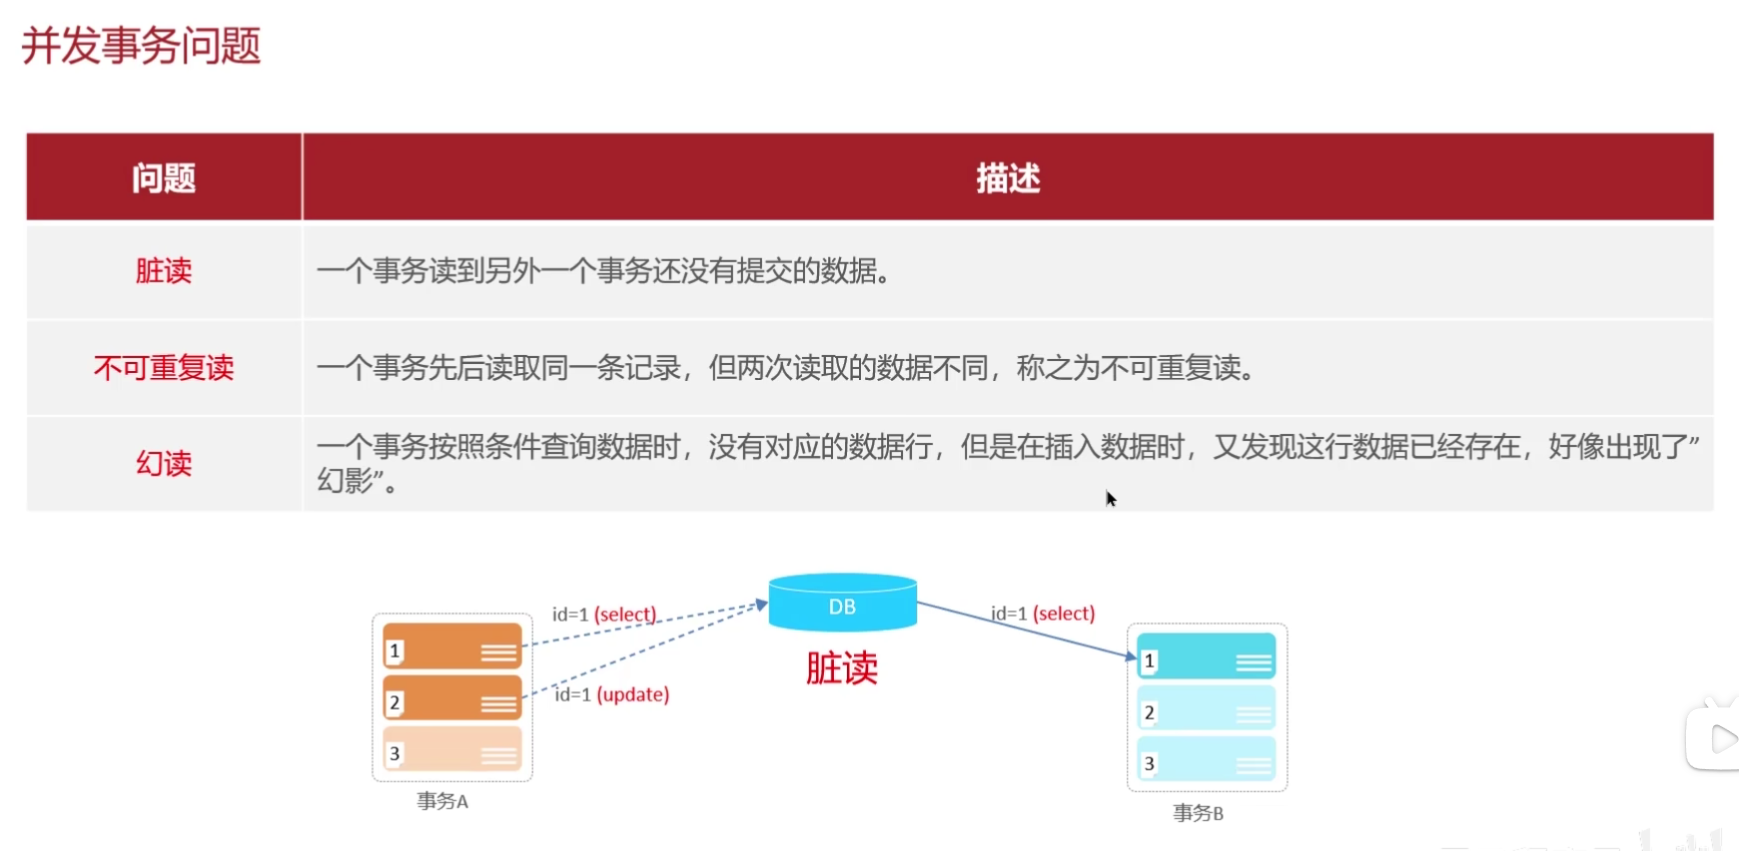 并发事务问题
问题
描述
脏读
一个事务读到另外一个事务还没有提交的数据。
不可重复读
一个事务先后读取同一条记录，但两次读取的数据不同，称之为不可重复读。
幻读
一个事务按照条件查询数据时，没有对应的数据行，但是在插入数据时，又发现这行数据已经存在，好像出现了”
幻影”。
id=1 (select)
DB
id=1 (select)
脏读
id=1 (update)
1
2
3
事务A
1
2
3
事务B